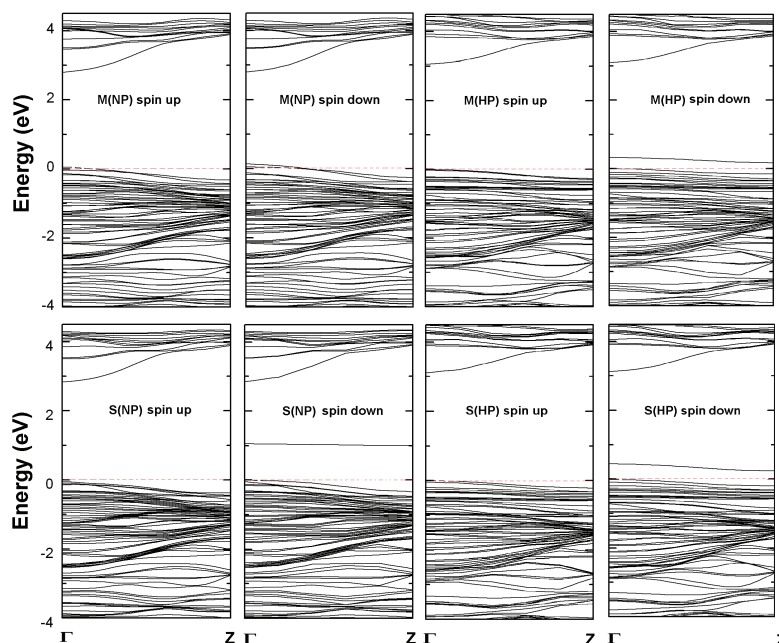 4
2
0
-2
-4
Energy (eV)
M(NP) spin up
M(NP) spin down
M(HP) spin up
M(HP) spin down
4
2
0
-2
-4
Energy (eV)
S(NP) spin up
S(NP) spin down
S(HP) spin up
S(HP) spin down
Γ Z Γ Z Γ Z Γ